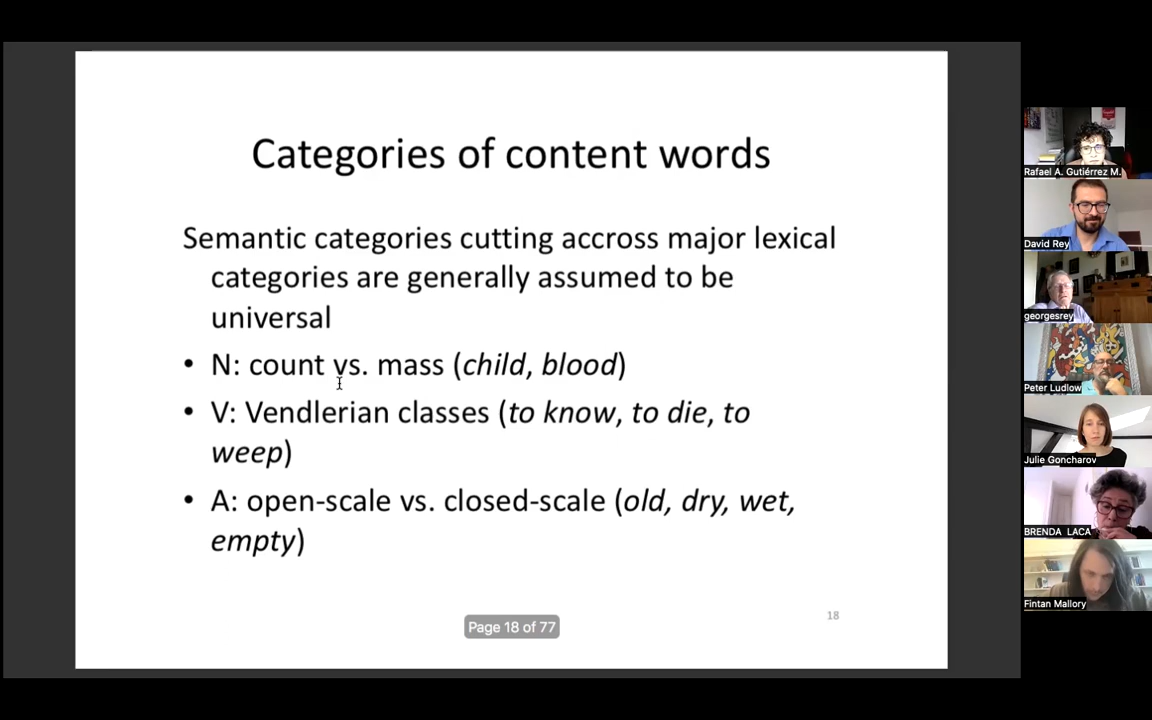 Categories of content words
Semantic categories cutting accross major lexical
categories are generally assumed to be
universal
• N: count vs. mass (child, blood)
• V: Vendlerian classes (to know, to die, to
weep)
• A: open-scale vs. closed-scale (old, dry, wet,
empty)
18
Page 18 of 77
Rafael A. Gutiérrez M.
David Rey
georgesrey
Peter Ludlow
Julie Goncharov
BRENDA LACA
Fintan Mallory